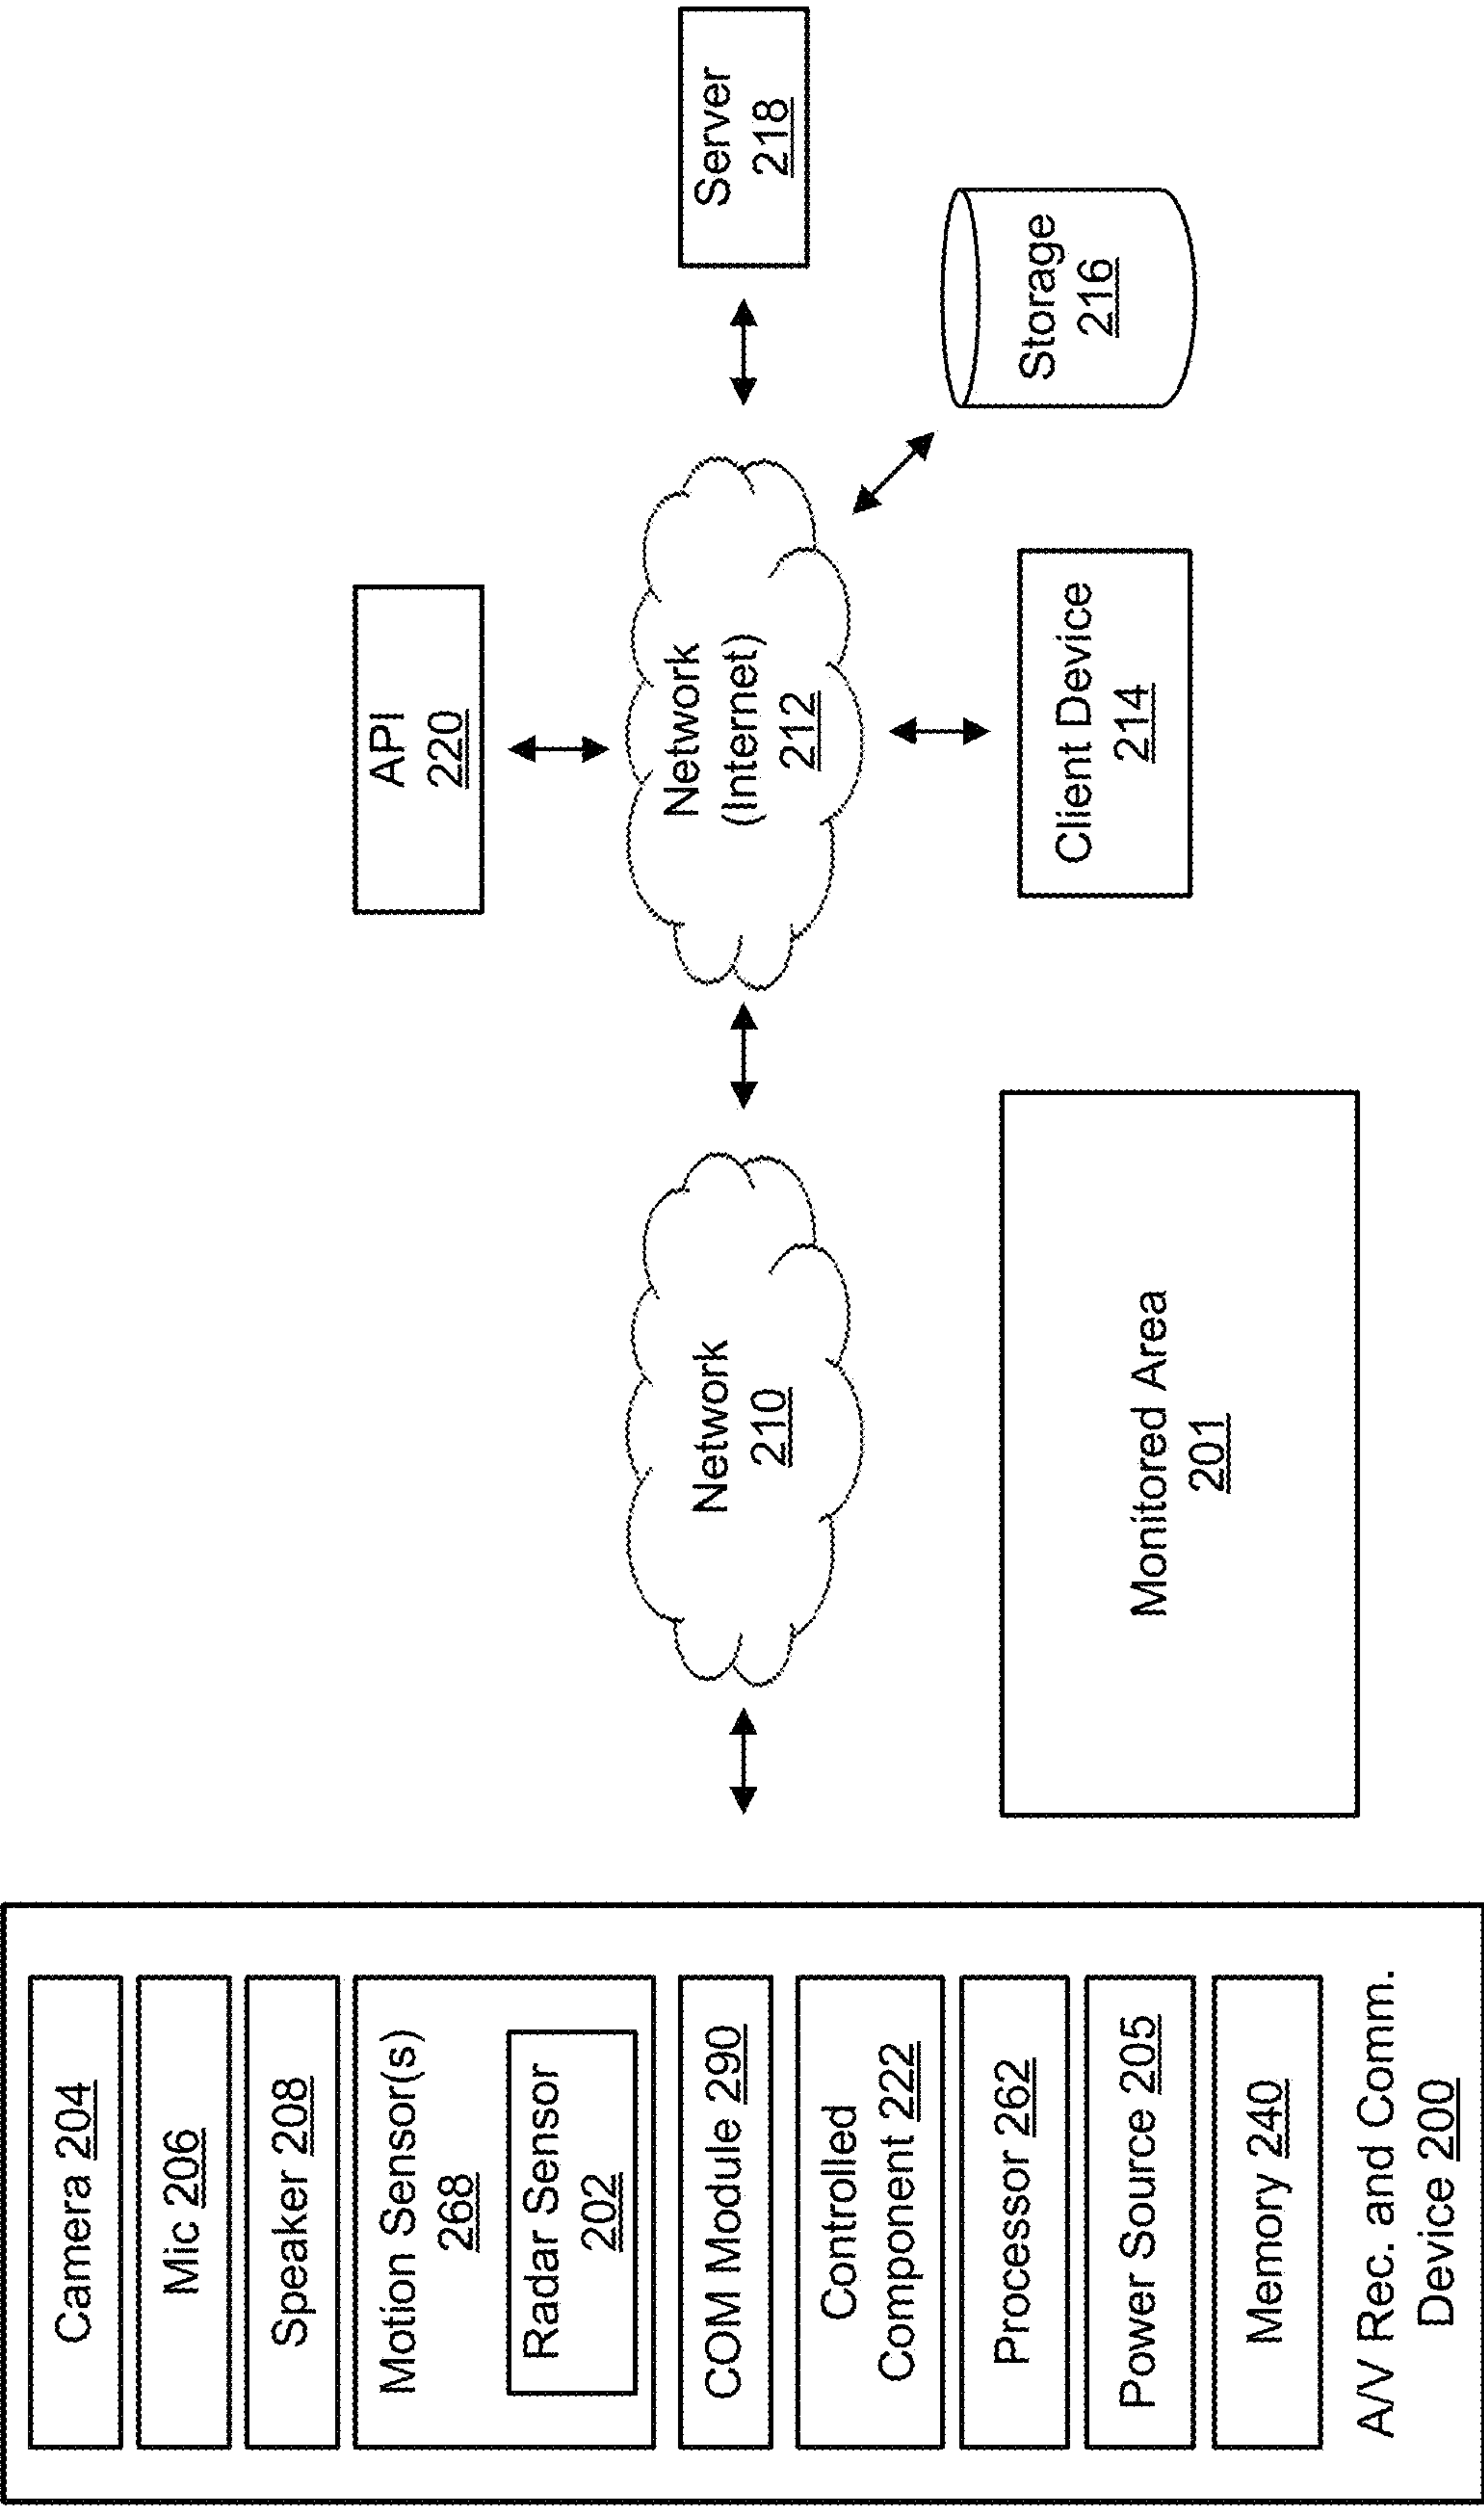 Camera 204
Mic 206
Speaker 208
Motion Sensor(s)
268
Radar Sensor
202
COM Module 290
Controlled
Component 222
Processor 262
Power Source 205
Memory 240
A/V Rec. and Comm.
Device 200
Network
210
Monitored Area
201
API
220
Network
(Internet)
212
Client Device
214
Server
218
Storage
216